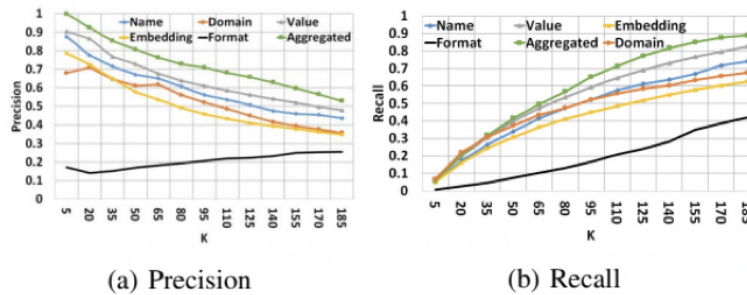 Name Domain Value
Embedding Format Aggregated
Precision
1
0.9
0.8
0.7
0.6
0.5
0.4
0.3
0.2
0.1
0
5 20 35 50 65 80 95 110 125 140 155 170 185
K
(a) Precision
Name Value Embedding
Format Aggregated Domain
Recall
1
0.9
0.8
0.7
0.6
0.5
0.4
0.3
0.2
0.1
0
5 20 35 50 65 80 95 110 125 140 155 170 185
K
(b) Recall